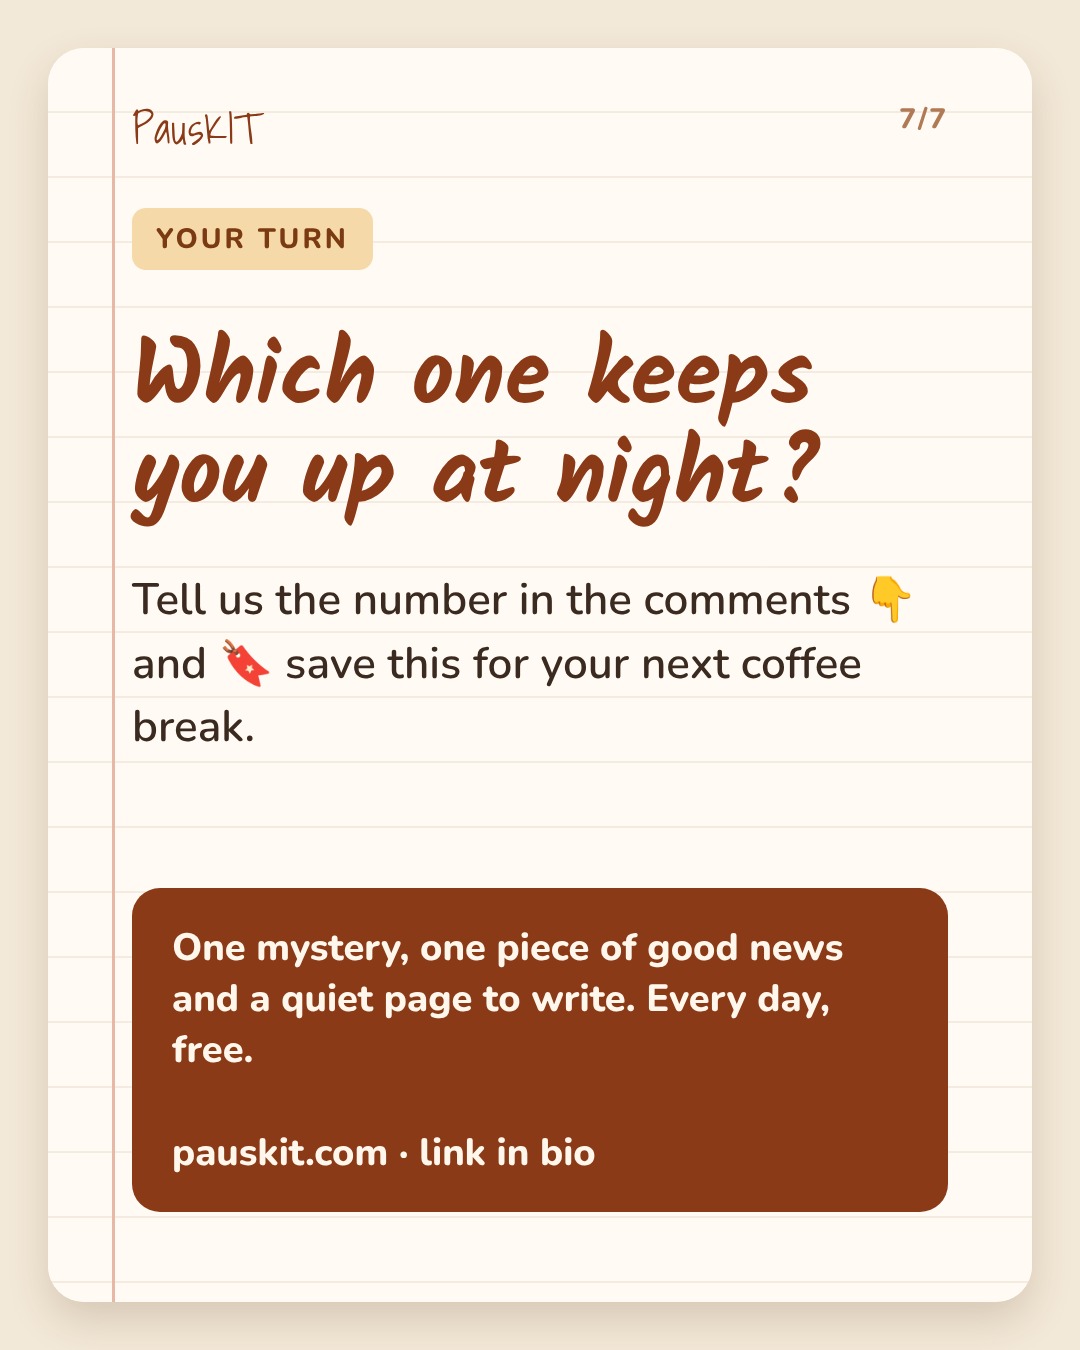 PausKIT
7/7
YOUR TURN
Which one keeps
you up at night?
Tell us the number in the comments 👇
and 🔖 save this for your next coffee
break.
One mystery, one piece of good news
and a quiet page to write. Every day,
free.
pauskit.com · link in bio